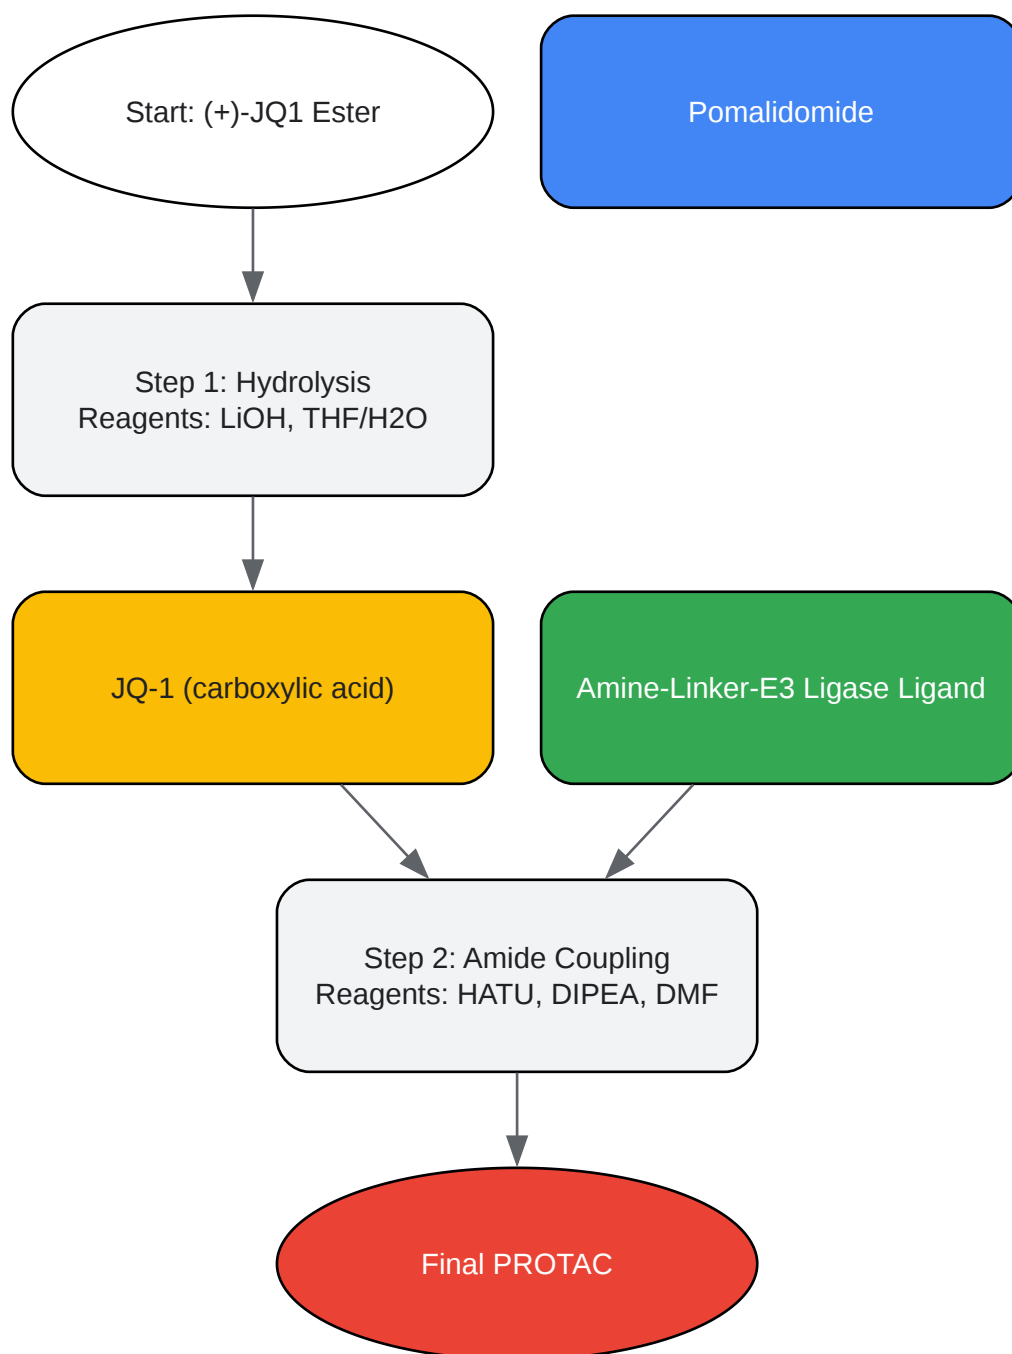 Start: (+)-JQ1 Ester
Pomalidomide
Step 1: Hydrolysis
Reagents: LiOH, THF/H2O
JQ-1 (carboxylic acid)
Amine-Linker-E3 Ligase Ligand
Step 2: Amide Coupling
Reagents: HATU, DIPEA, DMF
Final PROTAC